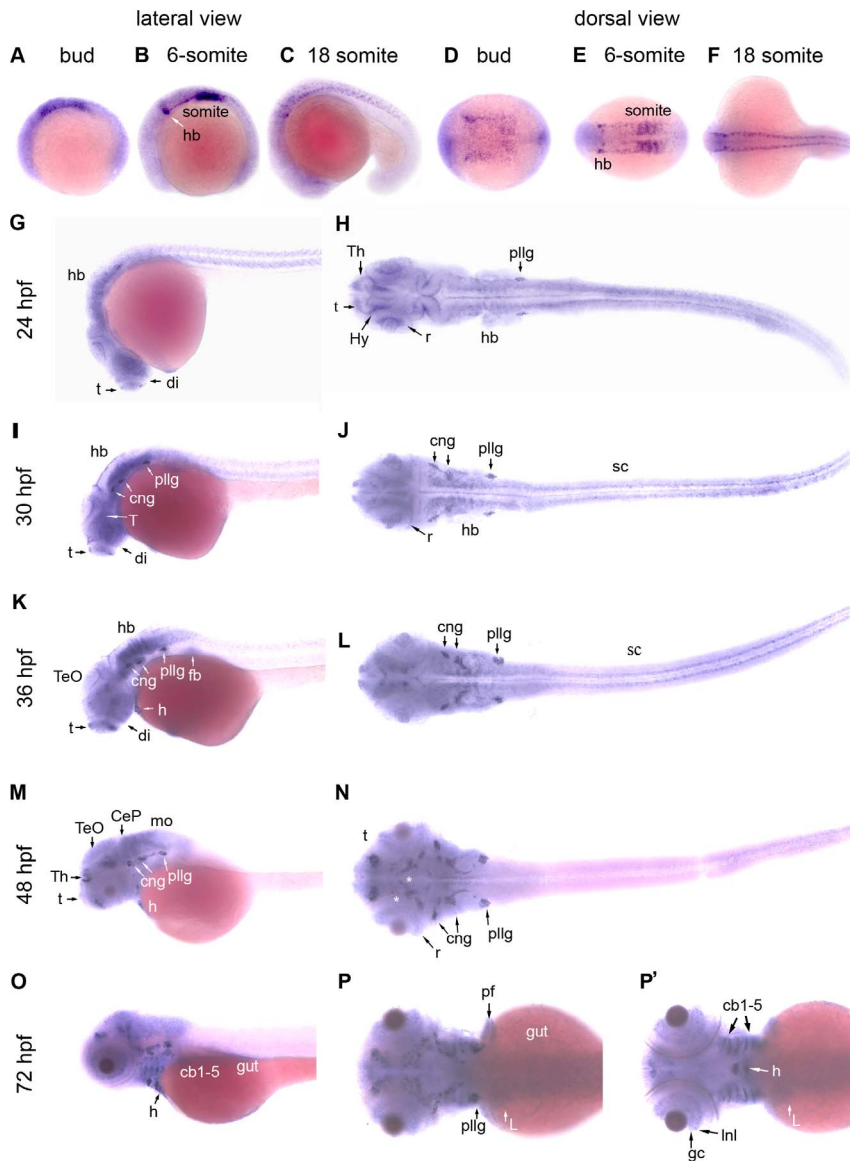 lateral view dorsal view
A bud B 6-somite C 18 somite D bud E 6-somite F 18 somite
somite
hb
somite
hb
24 hpf
G
hb
t
di
H
Th
pllg
t
Hy
r
hb
30 hpf
I
hb
pllg
cng
T
t
di
J
cng
pllg
sc
hb
r
36 hpf
K
hb
TeO
cng
pllg
fb
h
t
di
L
cng
pllg
sc
48 hpf
M
CeP
mo
TeO
Th
cng
pllg
t
h
N
t
*
*
r
cng
pllg
72 hpf
O
cb1-5
gut
h
P
pf
gut
pllg
L
P'
cb1-5
h
L
lnl
gc